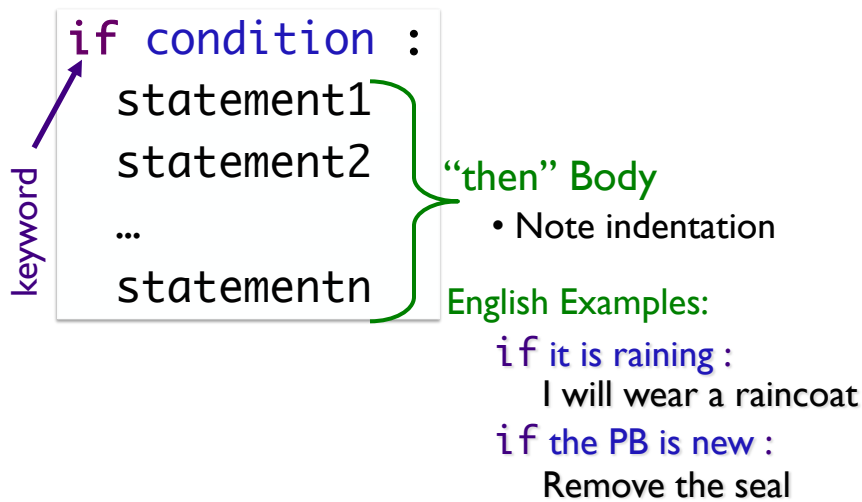 if condition :
statement1
statement2
…
statementn
keyword
“then” Body
• Note indentation
English Examples:
if it is raining :
I will wear a raincoat
if the PB is new :
Remove the seal